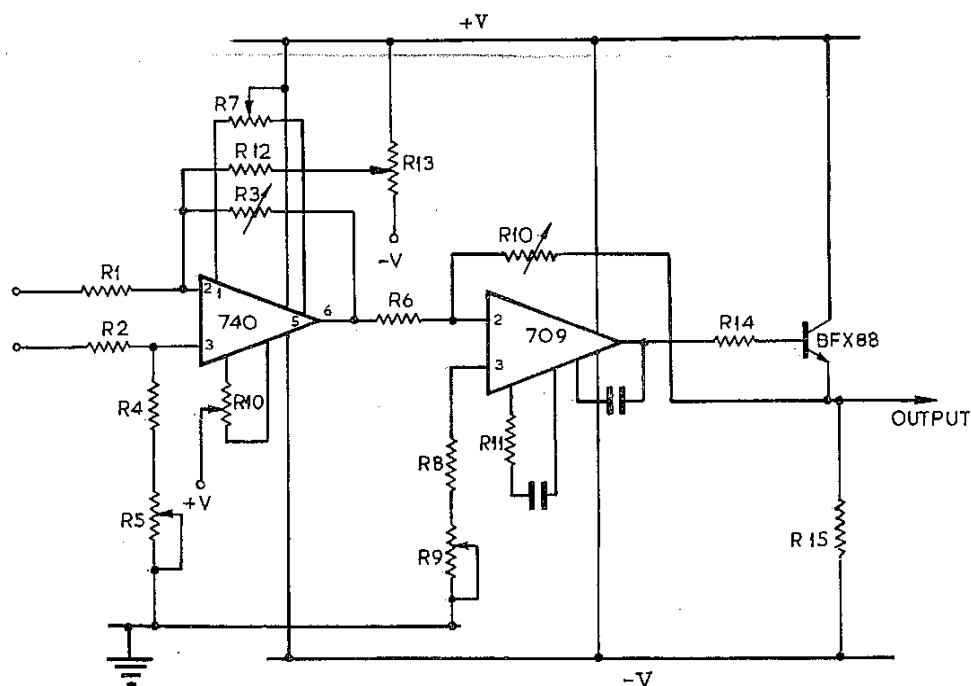 +V
R7
R12
R13
R3
-V
R10
R1
2
1
6
R6
2
740
5
709
R14
BFX88
R2
3
3
OUTPUT
R4
R10
R11
R8
+V
R5
R9
R15
-V